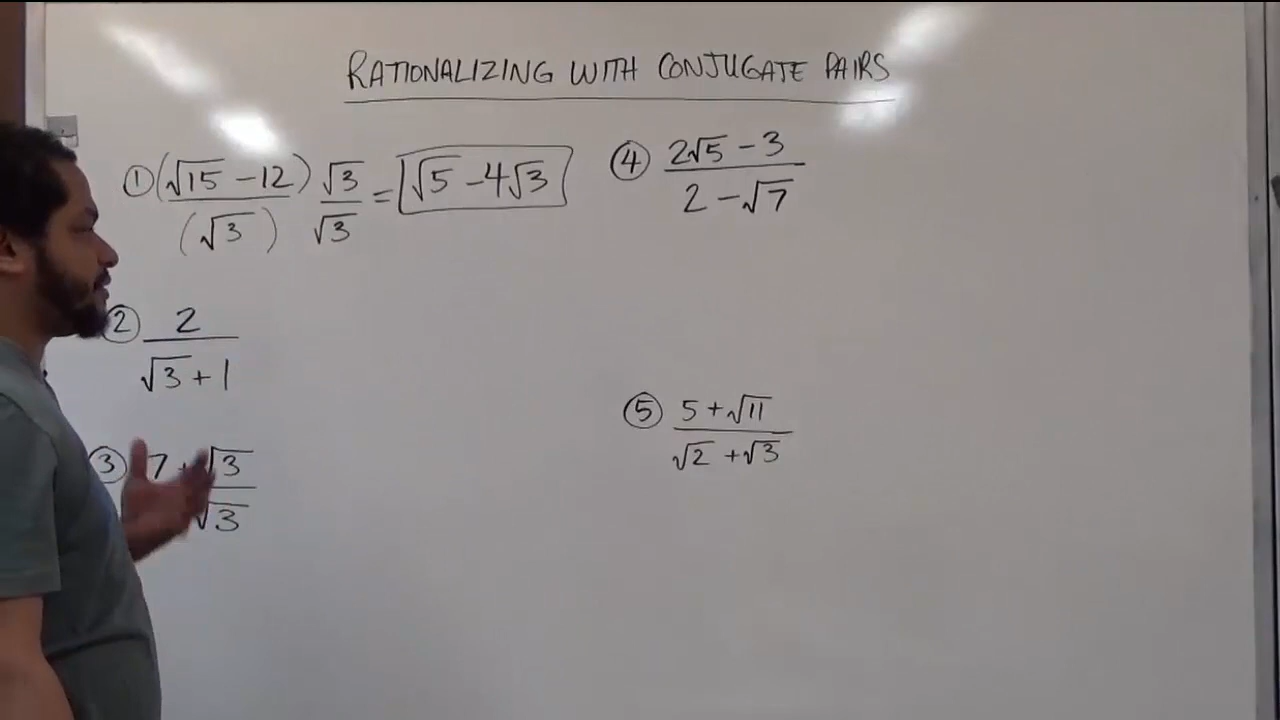 RATIONALIZING WITH CONJUGATE PAIRS
① (√15 - 12) / (√3) √3 / √3 = √5 - 4√3
② 2 / √3 + 1
③ 7 + √3 / √3
④ 2√5 - 3 / 2 - √7
⑤ 5 + √11 / √2 + √3